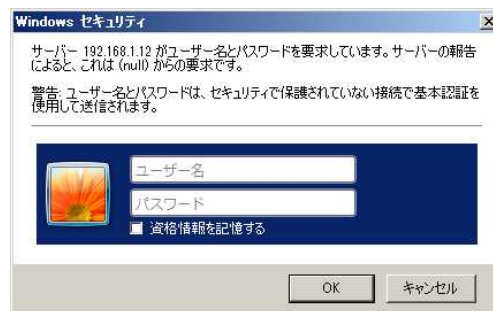 Windows セキュリティ
サーバー 192.168.1.12 がユーザー名とパスワードを要求しています。サーバーの報告
によると、これは (null) からの要求です。
警告: ユーザー名とパスワードは、セキュリティで保護されていない接続で基本認証を
使用して送信されます。
ユーザー名
パスワード
資格情報を記憶する
OK キャンセル